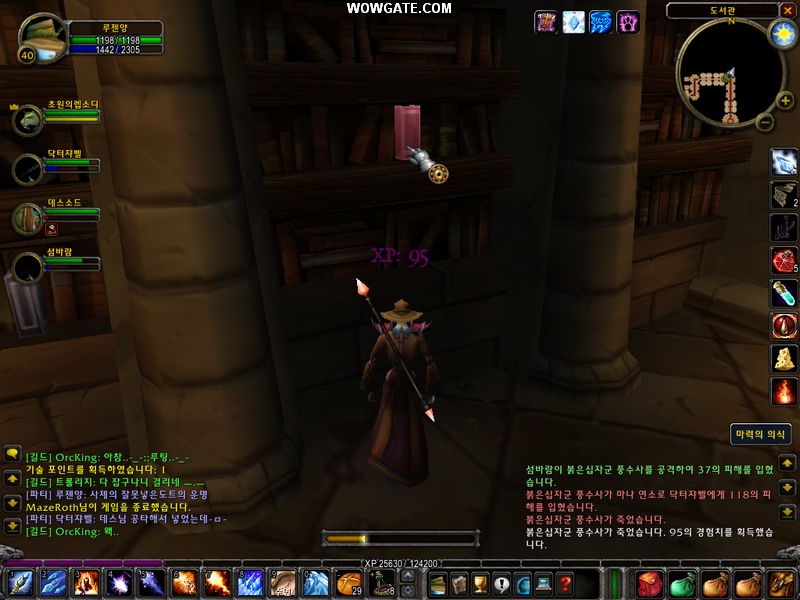 WOWGATE.COM
루젠양
1198 / 1198
1442 / 2305
40
도서관
N
초원의렙소디
닥터쟈벨
데스소드
섬바람
XP: 95
2
5
마력의 의식
[길드] OrcKing: 아참..-_-;;루팅..-_-
기술 포인트를 획득하였습니다: 1
[길드] 트롤리지: 다 잡구나니 걸리네 ㅡ.ㅡ
[파티] 루젠양: 사제의 잘못넣은도트의 운명
MazeRoth님이 게임을 종료했습니다.
[파티] 닥터쟈벨: 데스님 공타해서 넣었는데-ㅁ-
[길드] OrcKing: 왝..
섬바람이 붉은십자군 풍수사를 공격하여 37의 피해를 입혔
습니다.
붉은십자군 풍수사가 마나 연소로 닥터쟈벨에게 118의 피
해를 입혔습니다.
붉은십자군 풍수사가 죽었습니다.
붉은십자군 풍수사가 죽었습니다. 95의 경험치를 획득했습
니다.
XP 25630 / 124200
29
8